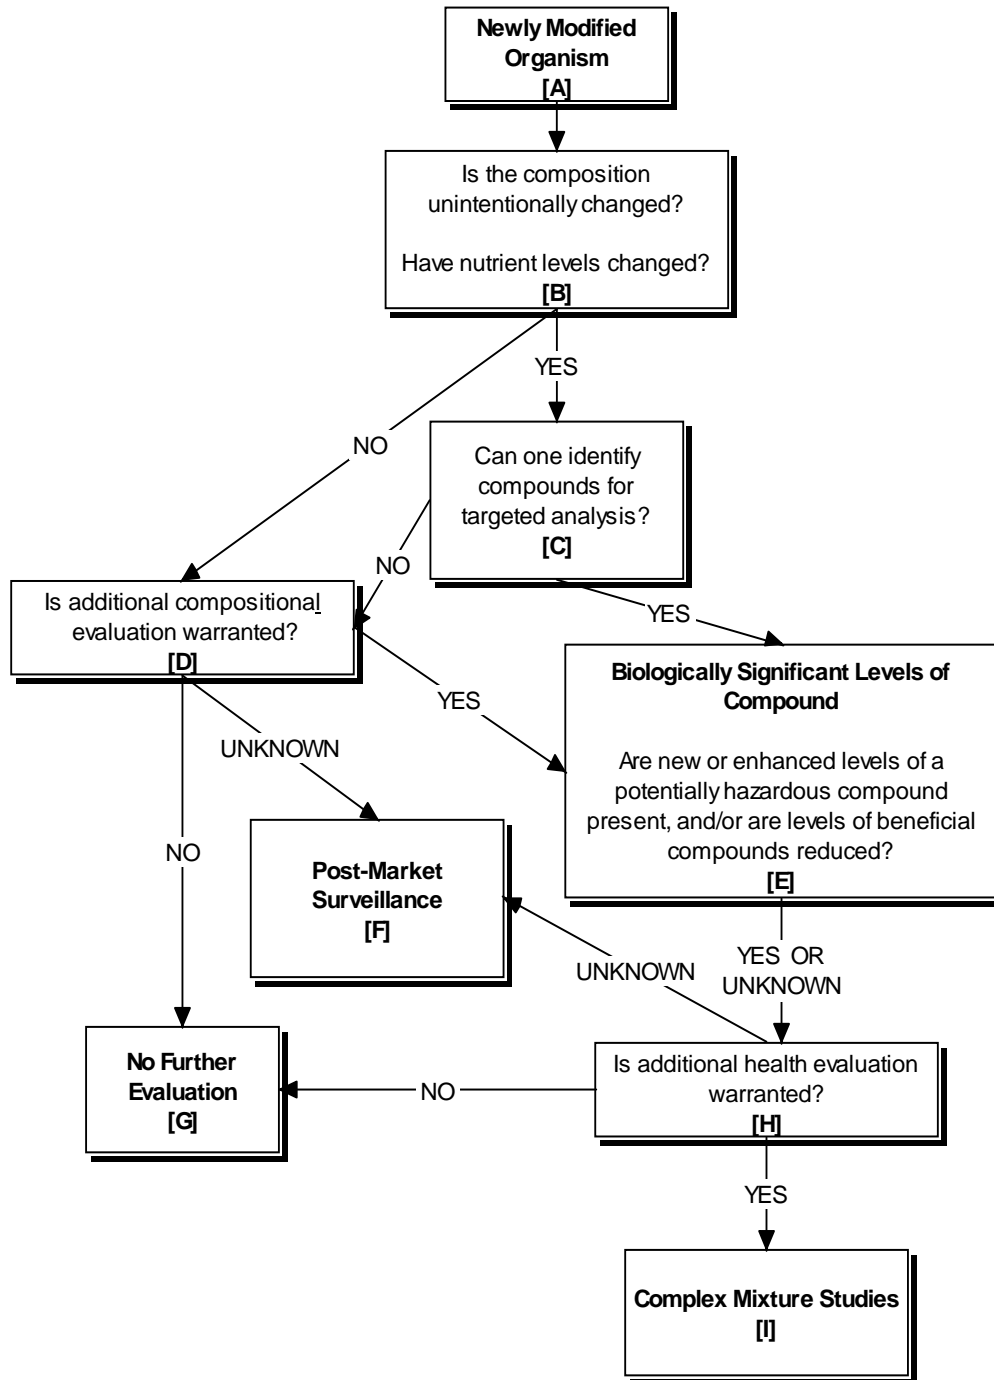 Newly Modified
Organism
[A]
Is the composition
unintentionally changed?
Have nutrient levels changed?
[B]
YES
NO
Can one identify
compounds for
targeted analysis?
[C]
NO
YES
Is additional compositional
evaluation warranted?
[D]
YES
UNKNOWN
NO
Biologically Significant Levels of
Compound
Are new or enhanced levels of a
potentially hazardous compound
present, and/or are levels of beneficial
compounds reduced?
[E]
Post-Market
Surveillance
[F]
YES OR
UNKNOWN
UNKNOWN
No Further
Evaluation
[G]
NO
Is additional health evaluation
warranted?
[H]
YES
Complex Mixture Studies
[I]